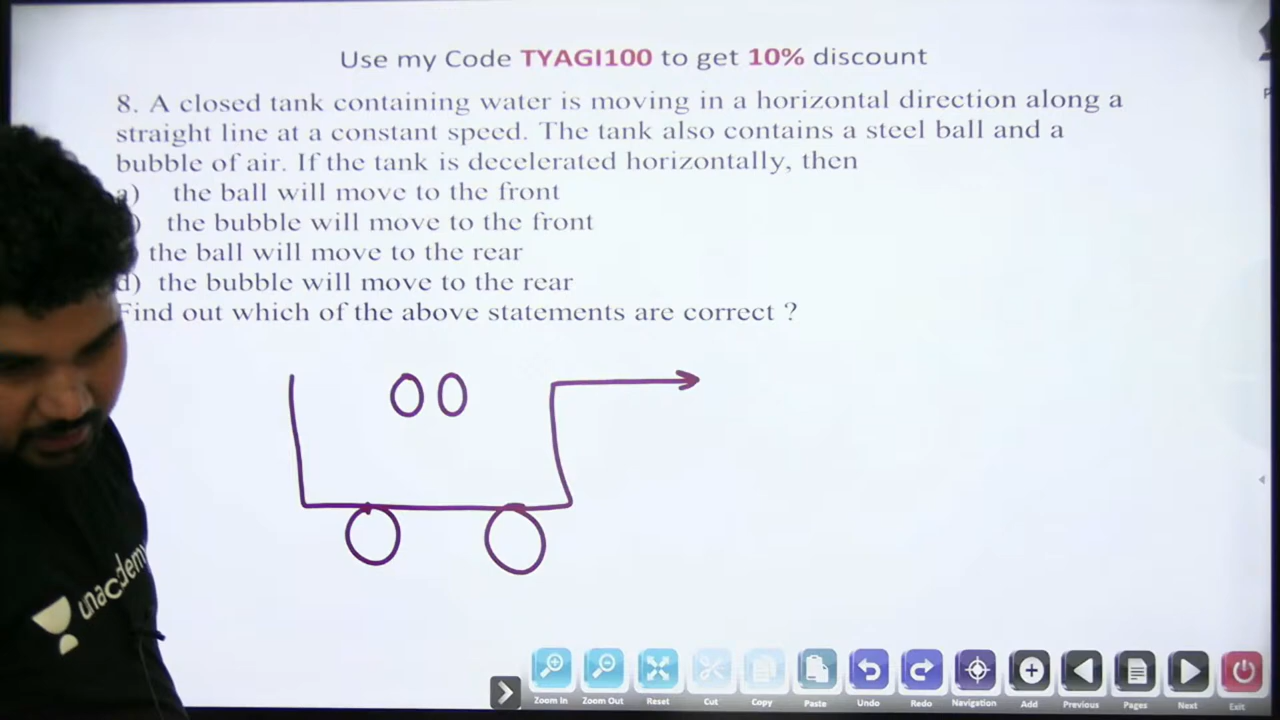 Use my Code TYAGI100 to get 10% discount
8. A closed tank containing water is moving in a horizontal direction along a
straight line at a constant speed. The tank also contains a steel ball and a
bubble of air. If the tank is decelerated horizontally, then
a) the ball will move to the front
) the bubble will move to the front
the ball will move to the rear
d) the bubble will move to the rear
Find out which of the above statements are correct ?
unacademy
Zoom In Zoom Out Reset Cut Copy Paste Undo Redo Navigation Add Previous Pages Next Exit